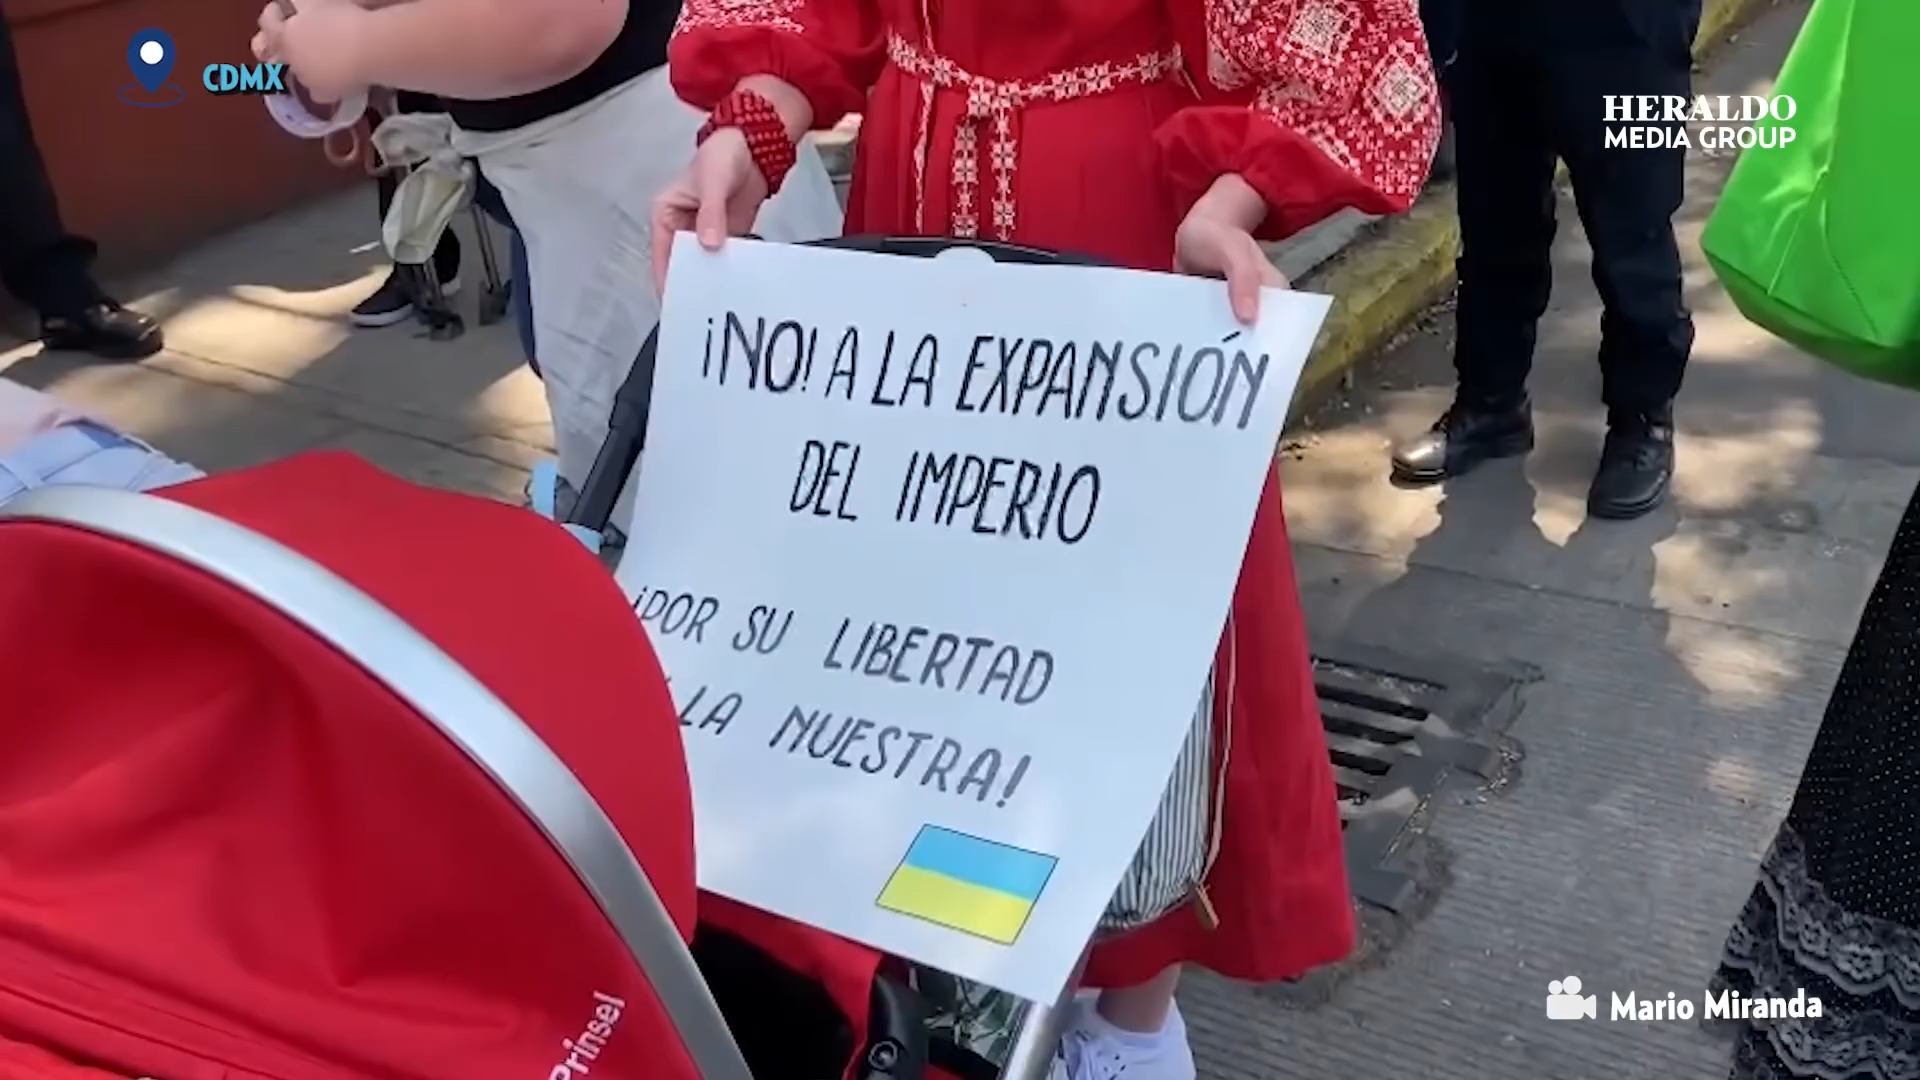 CDMX
HERALDO
MEDIA GROUP
¡NO! A LA EXPANSIÓN
DEL IMPERIO
¡POR SU LIBERTAD
LA NUESTRA!
Prinsel
Mario Miranda